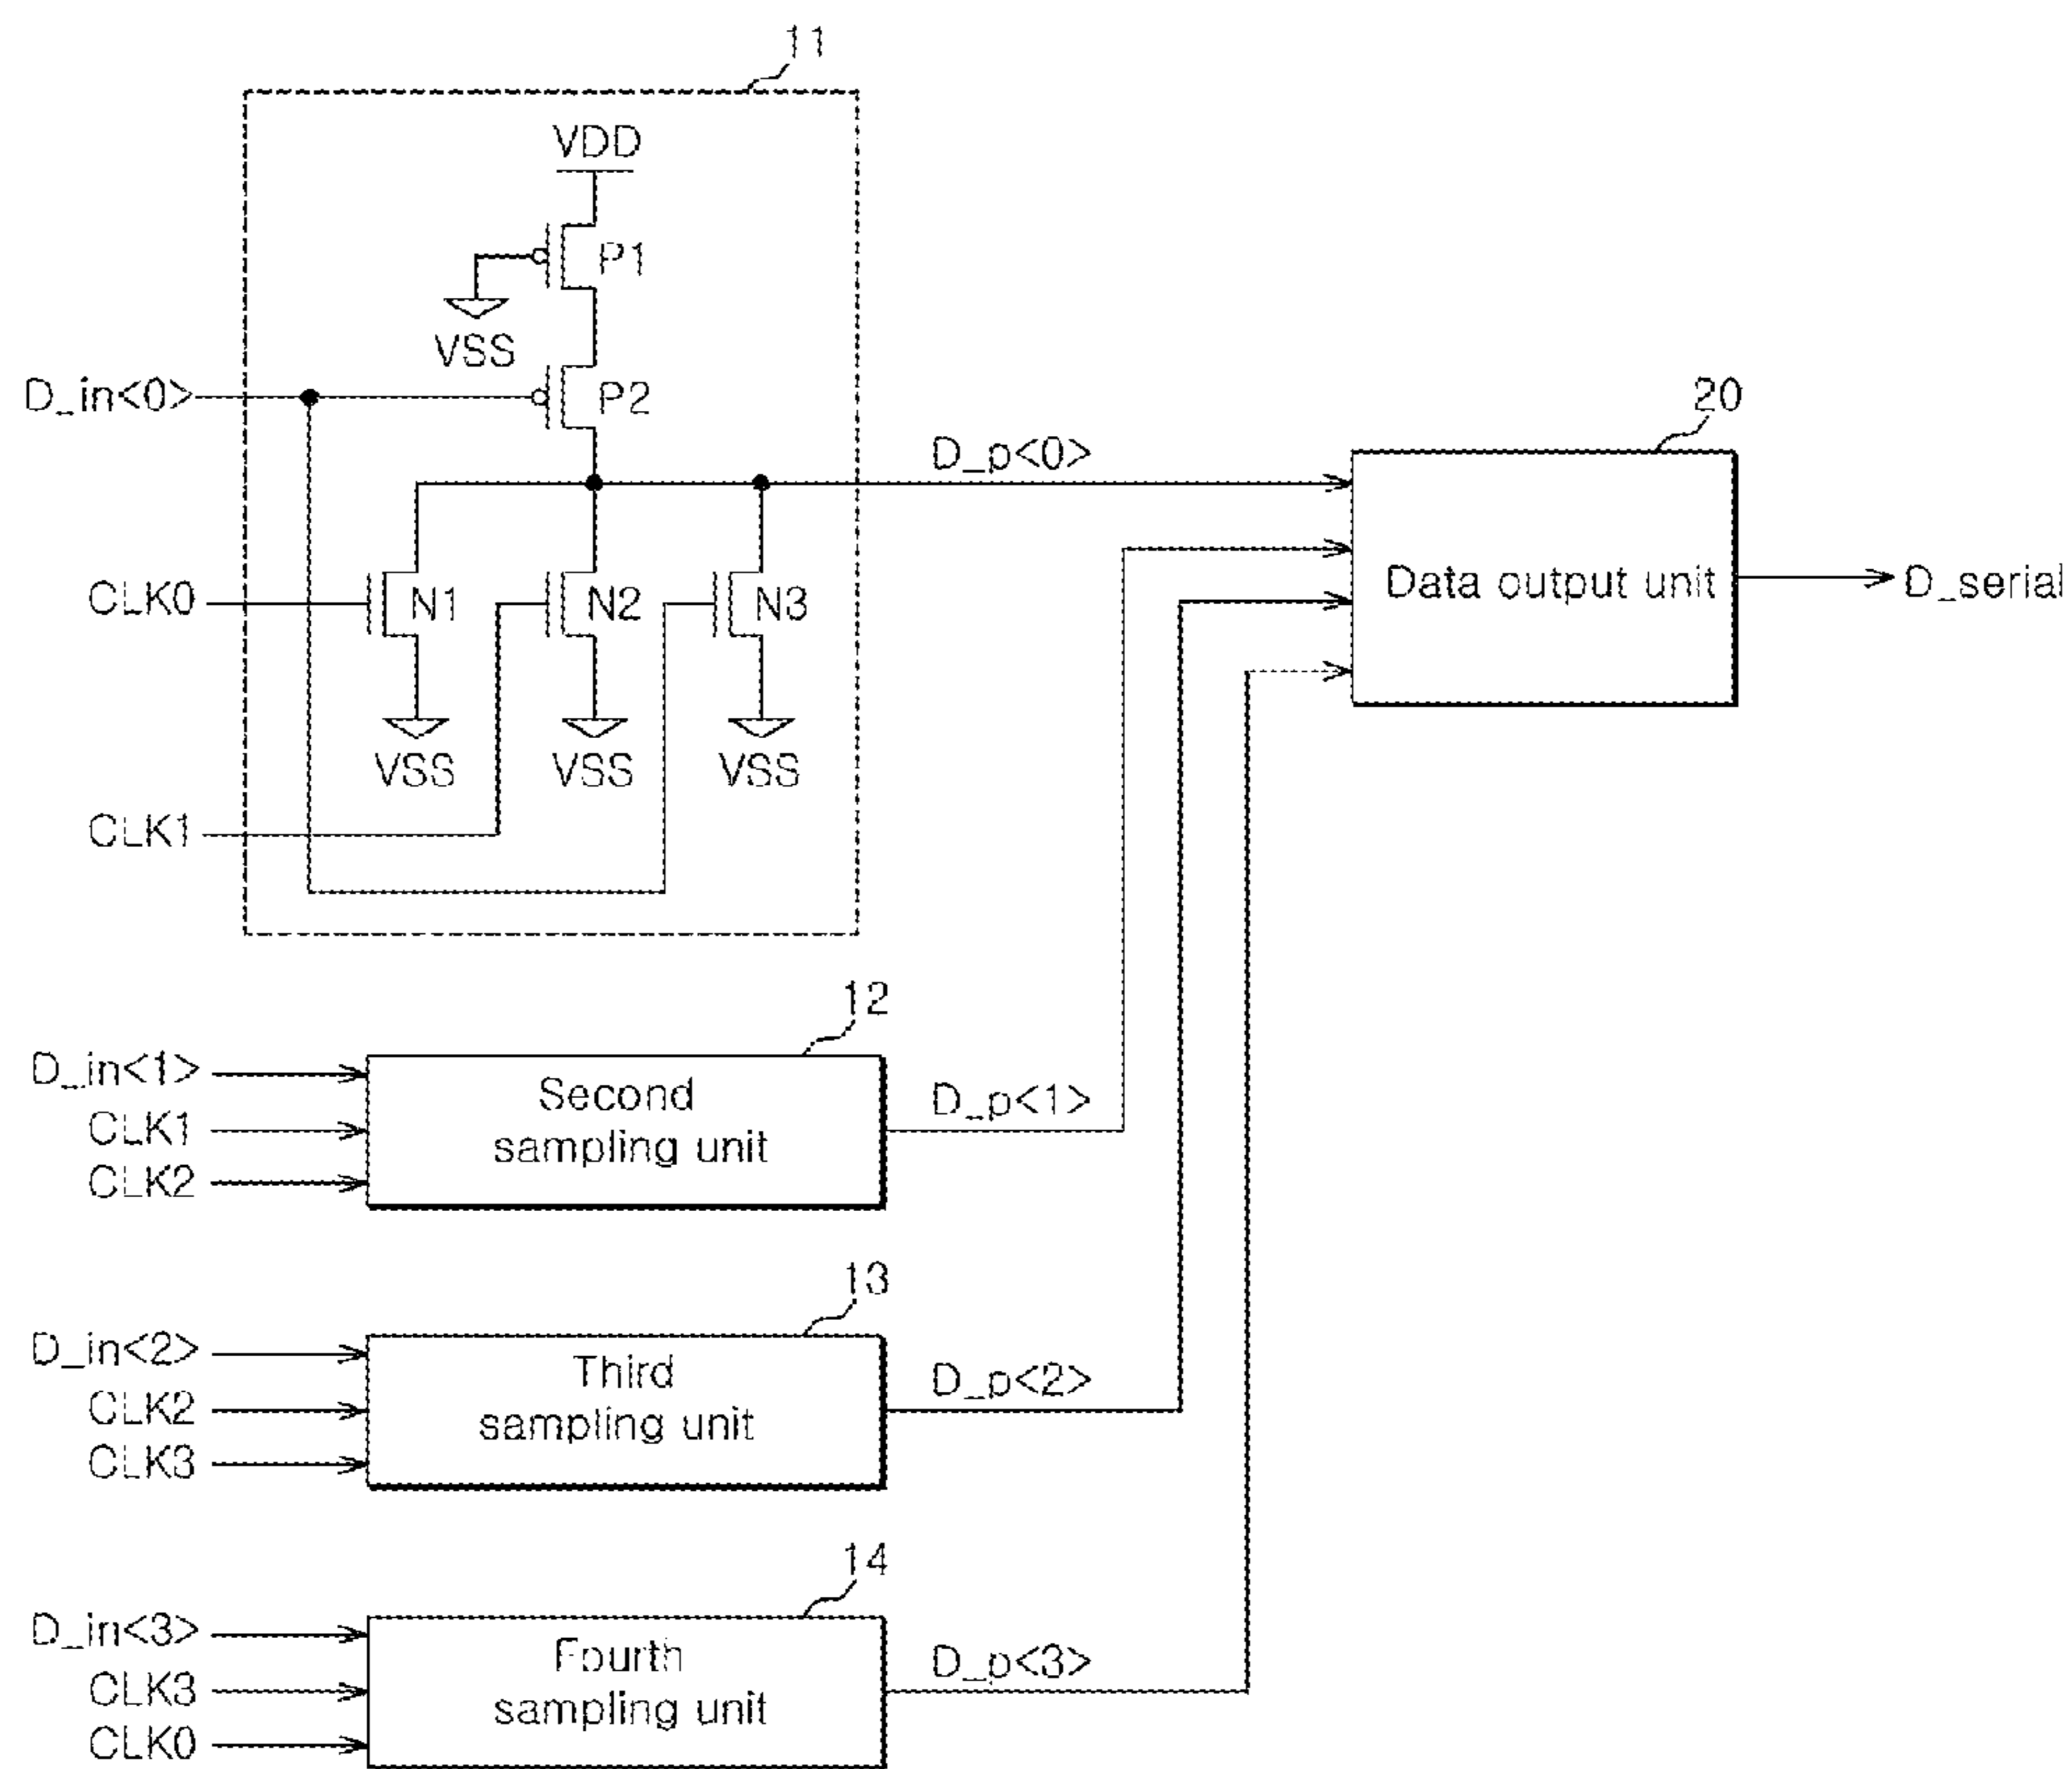 11
VDD
P1
VSS
D_in<0>
P2
20
D_p<0>
CLK0
N1
N2
N3
Data output unit
D_serial
VSS
VSS
VSS
CLK1
12
D_in<1>
CLK1
CLK2
Second
sampling unit
D_p<1>
13
D_in<2>
CLK2
CLK3
Third
sampling unit
D_p<2>
14
D_in<3>
CLK3
CLK0
Fourth
sampling unit
D_p<3>